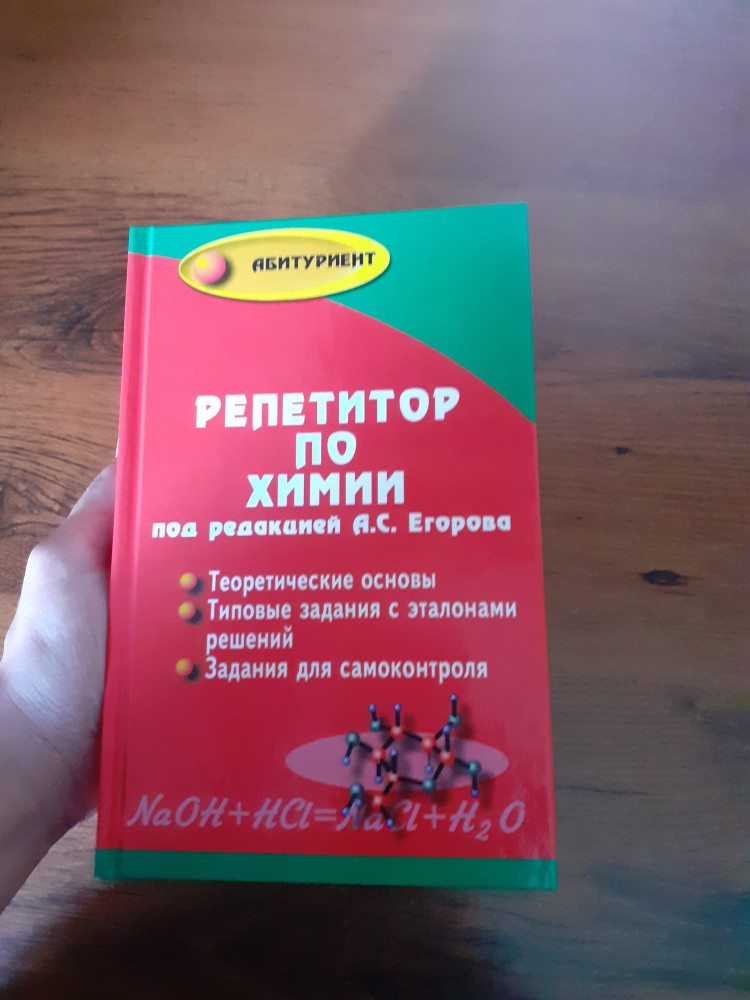 АБИТУРИЕНТ
РЕПЕТИТОР
ПО
ХИМИИ
под редакцией А.С. Егорова
Теоретические основы
Типовые задания с эталонами
решений
Задания для самоконтроля
NaOH+HCl=NaCl+H₂O